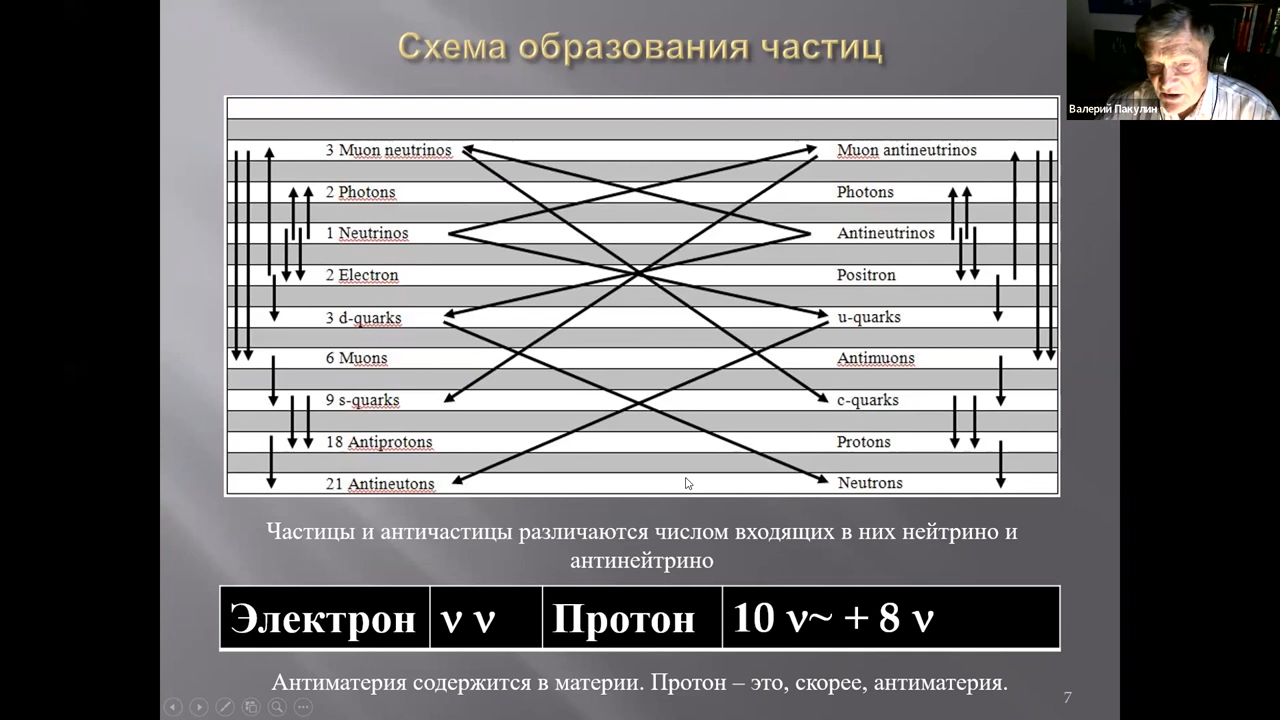 Схема образования частиц
Валерий Пакулин
3 Muon neutrinos Muon antineutrinos
2 Photons Photons
1 Neutrinos Antineutrinos
2 Electron Positron
3 d-quarks u-quarks
6 Muons Antimuons
9 s-quarks c-quarks
18 Antiprotons Protons
21 Antineutons Neutrons
Частицы и античастицы различаются числом входящих в них нейтрино и
антинейтрино
Электрон ν ν Протон 10 ν~ + 8 ν
Антиматерия содержится в материи. Протон – это, скорее, антиматерия.
7